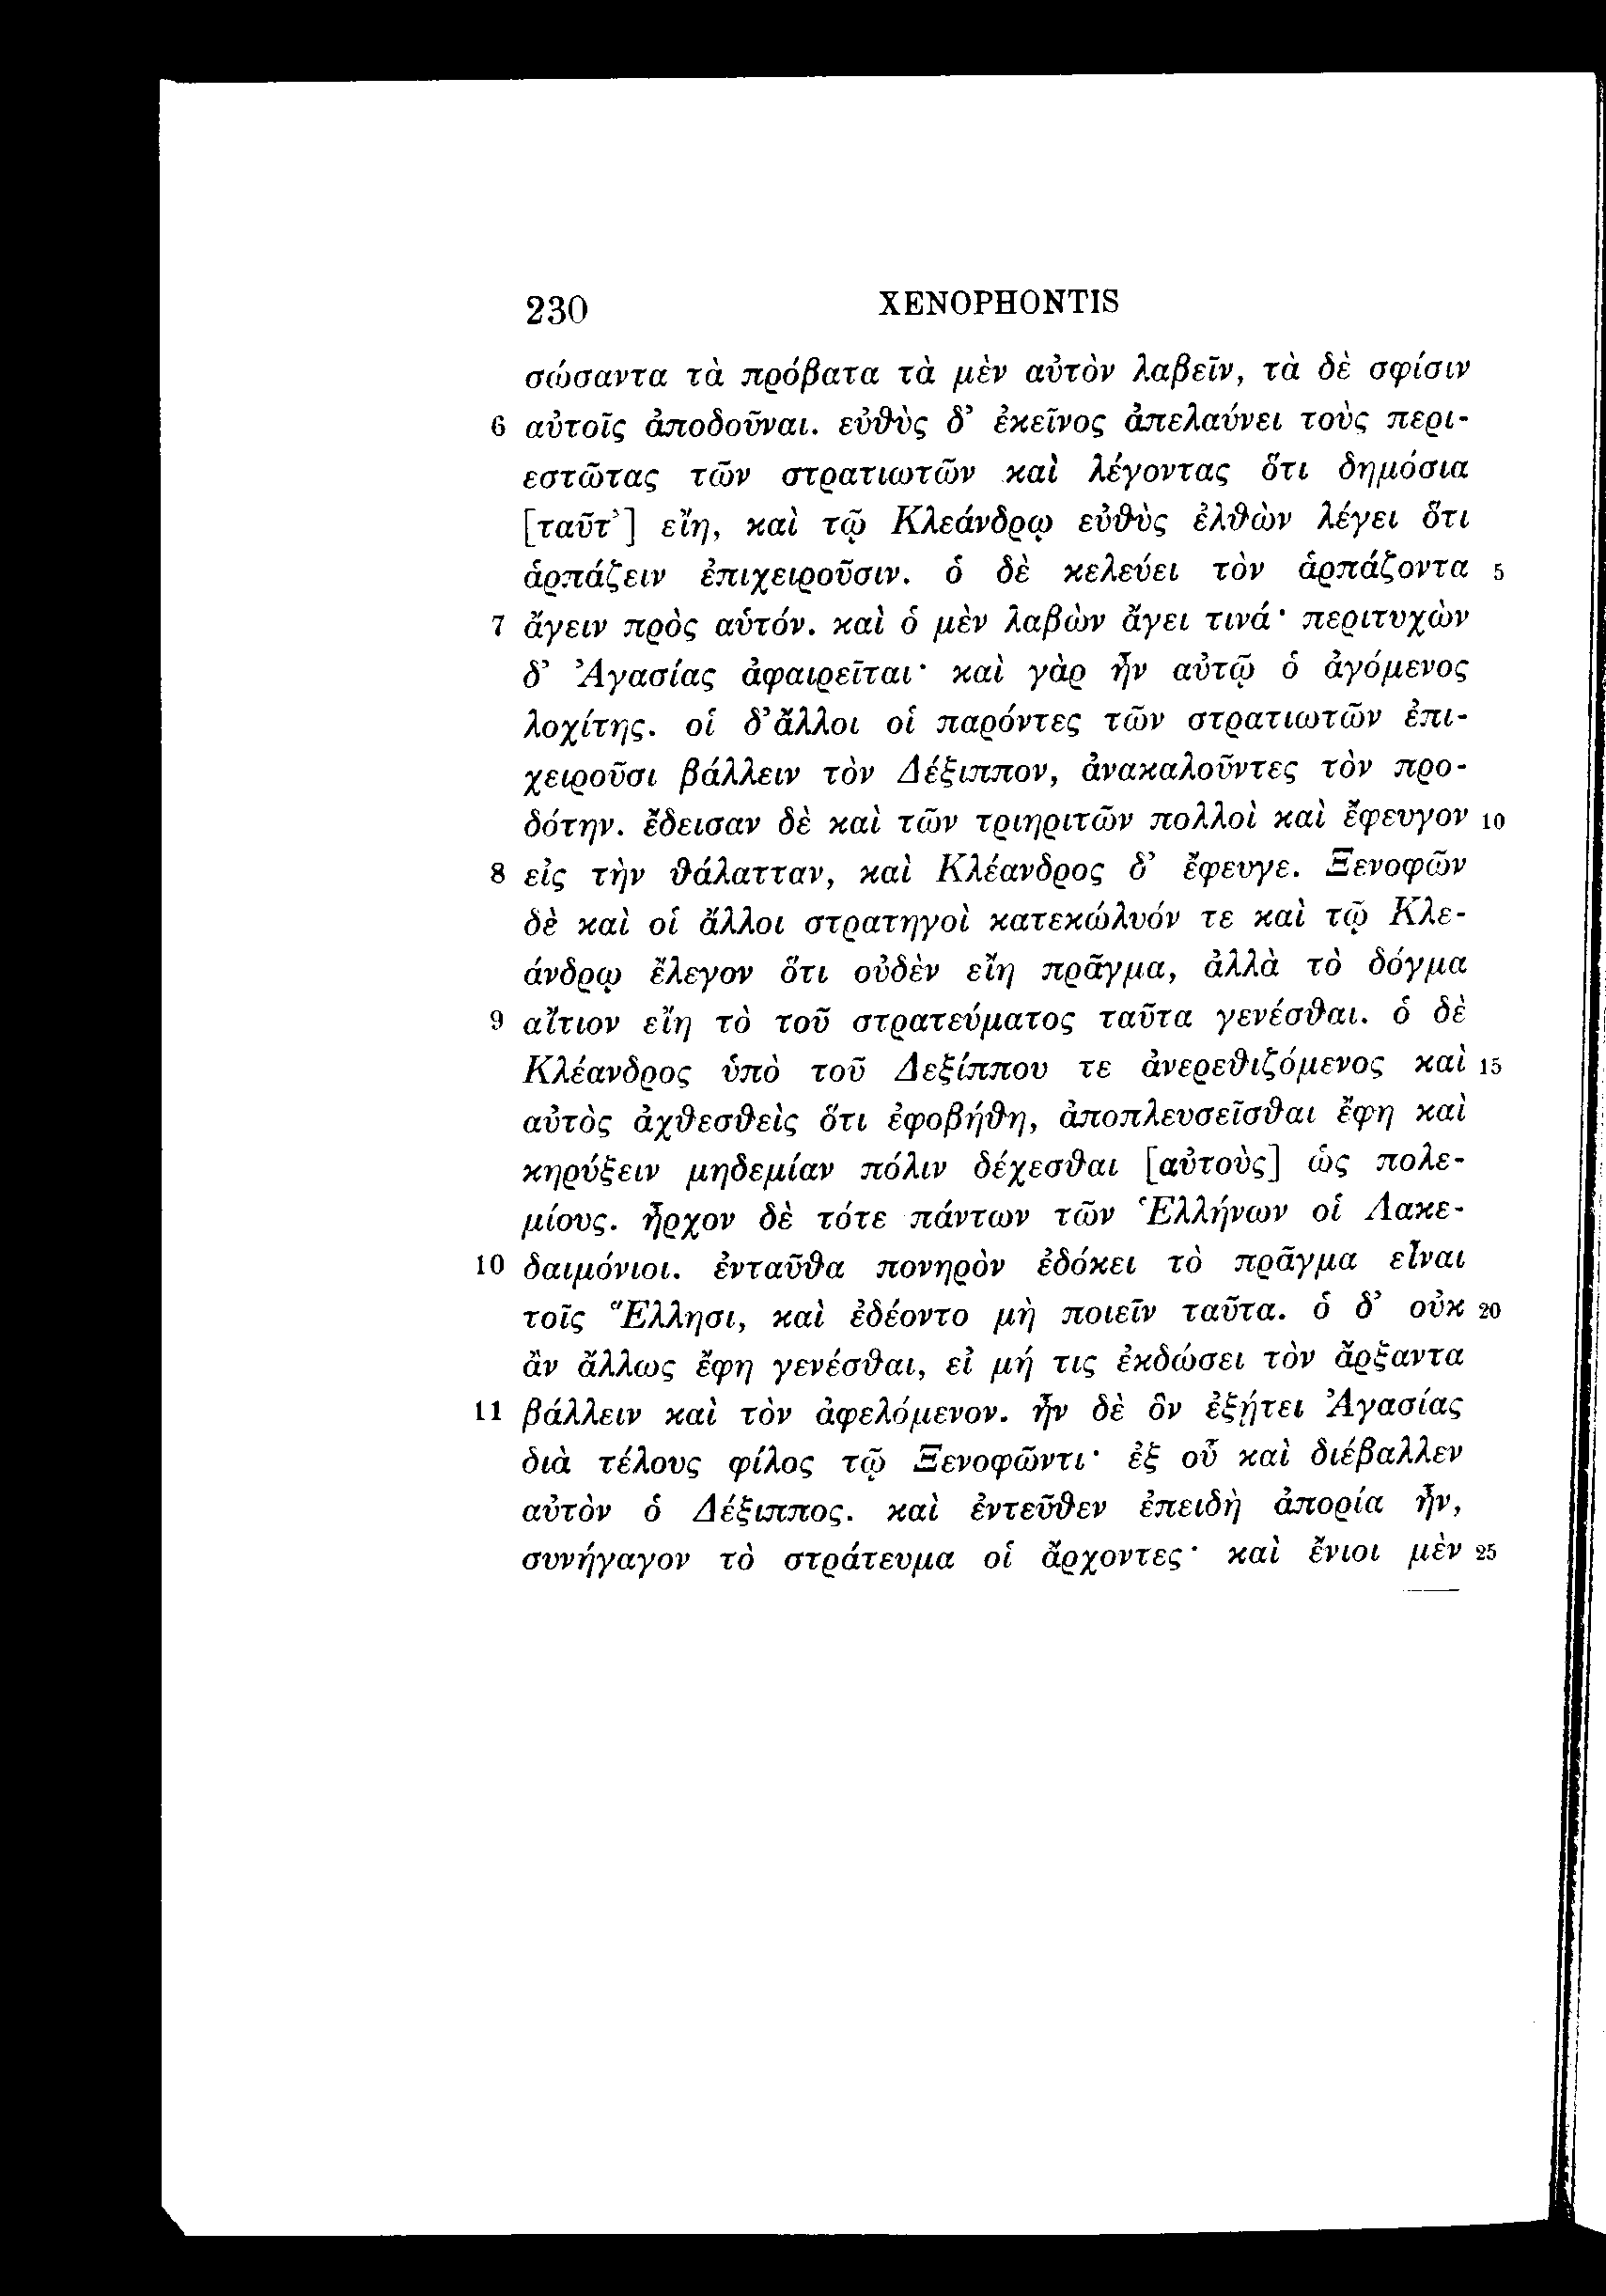 230 XENOPHONTIS
σώσαντα τὰ πρόβατα τὰ μὲν αὐτὸν λαβεῖν, τὰ δὲ σφίσιν
6 αὐτοῖς ἀποδοῦναι. εὐθὺς δ’ ἐκεῖνος ἀπελαύνει τοὺς περι-
εστῶτας τῶν στρατιωτῶν καὶ λέγοντας ὅτι δημόσια
[ταῦτ’] εἴη, καὶ τῷ Κλεάνδρῳ εὐθὺς ἐλθὼν λέγει ὅτι
ἁρπάζειν ἐπιχειροῦσιν. ὁ δὲ κελεύει τὸν ἁρπάζοντα 5
7 ἄγειν πρὸς αὑτόν. καὶ ὁ μὲν λαβὼν ἄγει τινά· περιτυχὼν
δ’ Ἀγασίας ἀφαιρεῖται· καὶ γὰρ ἦν αὐτῷ ὁ ἀγόμενος
λοχίτης. οἱ δ’ ἄλλοι οἱ παρόντες τῶν στρατιωτῶν ἐπι-
χειροῦσι βάλλειν τὸν Δέξιππον, ἀνακαλοῦντες τὸν προ-
δότην. ἔδεισαν δὲ καὶ τῶν τριηριτῶν πολλοὶ καὶ ἔφευγον 10
8 εἰς τὴν θάλατταν, καὶ Κλέανδρος δ’ ἔφευγε. Ξενοφῶν
δὲ καὶ οἱ ἄλλοι στρατηγοὶ κατεκώλυόν τε καὶ τῷ Κλε-
άνδρῳ ἔλεγον ὅτι οὐδὲν εἴη πρᾶγμα, ἀλλὰ τὸ δόγμα
9 αἴτιον εἴη τὸ τοῦ στρατεύματος ταῦτα γενέσθαι. ὁ δὲ
Κλέανδρος ὑπὸ τοῦ Δεξίππου τε ἀνερεθιζόμενος καὶ 15
αὐτὸς ἀχθεσθεὶς ὅτι ἐφοβήθη, ἀποπλευσεῖσθαι ἔφη καὶ
κηρύξειν μηδεμίαν πόλιν δέχεσθαι [αὐτοὺς] ὡς πολε-
μίους. ἦρχον δὲ τότε πάντων τῶν Ἑλλήνων οἱ Λακε-
10 δαιμόνιοι. ἐνταῦθα πονηρὸν ἐδόκει τὸ πρᾶγμα εἶναι
τοῖς Ἕλλησι, καὶ ἐδέοντο μὴ ποιεῖν ταῦτα. ὁ δ’ οὐκ 20
ἂν ἄλλως ἔφη γενέσθαι, εἰ μή τις ἐκδώσει τὸν ἄρξαντα
11 βάλλειν καὶ τὸν ἀφελόμενον. ἦν δὲ ὃν ἐξῄτει Ἀγασίας
διὰ τέλους φίλος τῷ Ξενοφῶντι· ἐξ οὗ καὶ διέβαλλεν
αὐτὸν ὁ Δέξιππος. καὶ ἐντεῦθεν ἐπειδὴ ἀπορία ἦν,
συνήγαγον τὸ στράτευμα οἱ ἄρχοντες· καὶ ἔνιοι μὲν 25